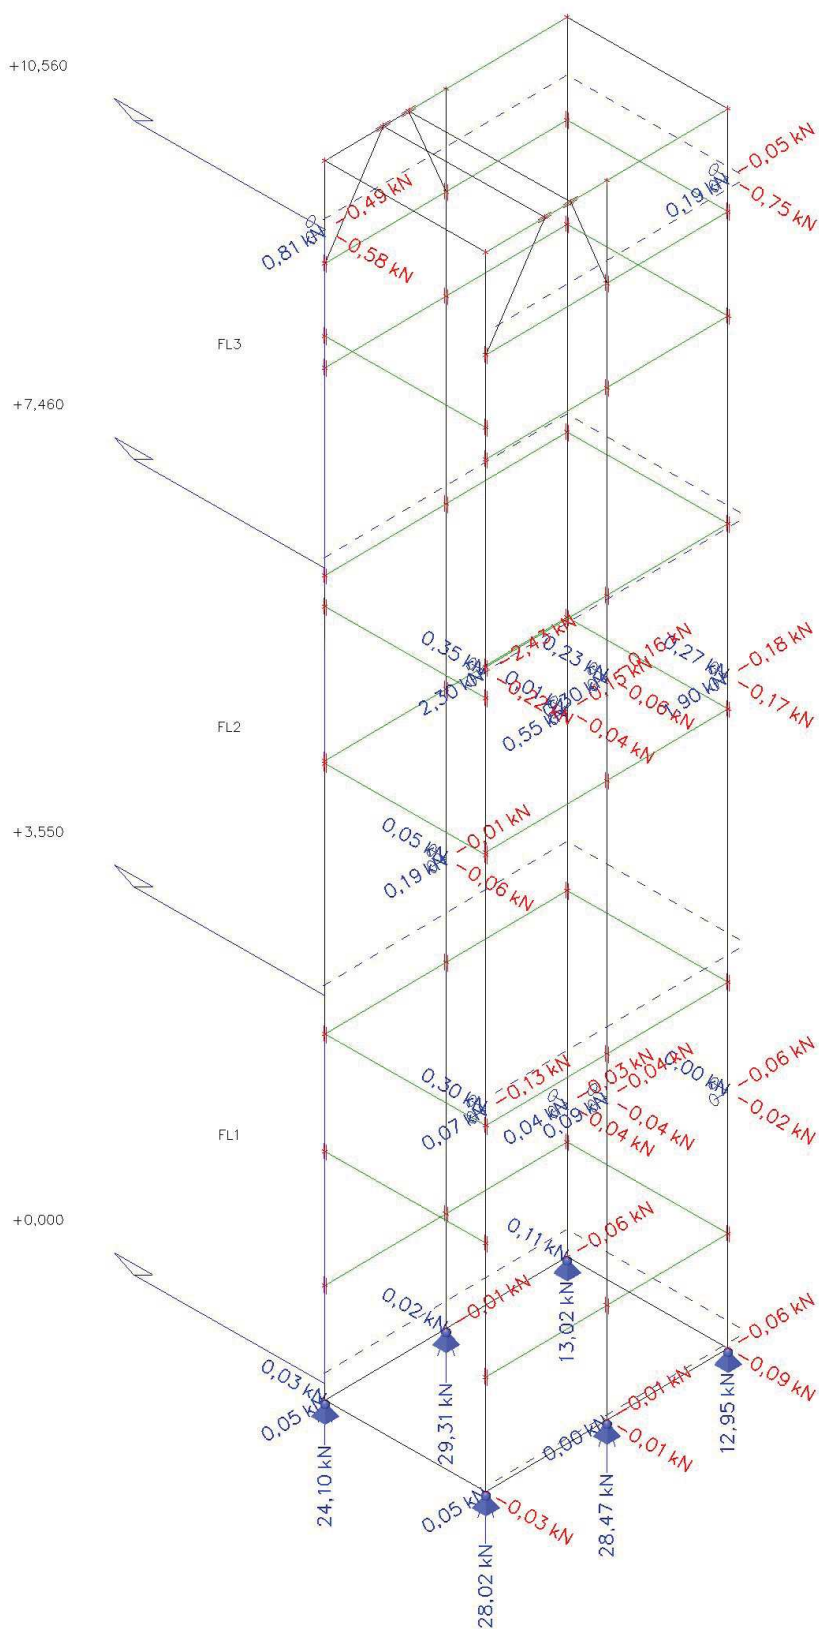 +10,560
-0,05 kN
0,19 kN
-0,75 kN
-0,49 kN
0,81 kN
-0,58 kN
FL3
+7,460
0,35 kN
-2,43 kN
2,30 kN
0,23 kN
-0,16 kN
-0,18 kN
0,01 kN
-0,15 kN
-0,06 kN
-0,17 kN
0,55 kN
-0,04 kN
FL2
+3,550
0,05 kN
-0,01 kN
0,19 kN
-0,06 kN
0,30 kN
-0,13 kN
0,07 kN
0,04 kN
-0,03 kN
0,09 kN
-0,04 kN
-0,04 kN
-0,04 kN
-0,06 kN
-0,02 kN
FL1
+0,000
0,11 kN
-0,06 kN
0,02 kN
-0,01 kN
13,02 kN
-0,06 kN
-0,09 kN
12,95 kN
0,03 kN
0,05 kN
24,10 kN
29,31 kN
0,00 kN
-0,01 kN
-0,01 kN
28,47 kN
0,05 kN
-0,03 kN
28,02 kN